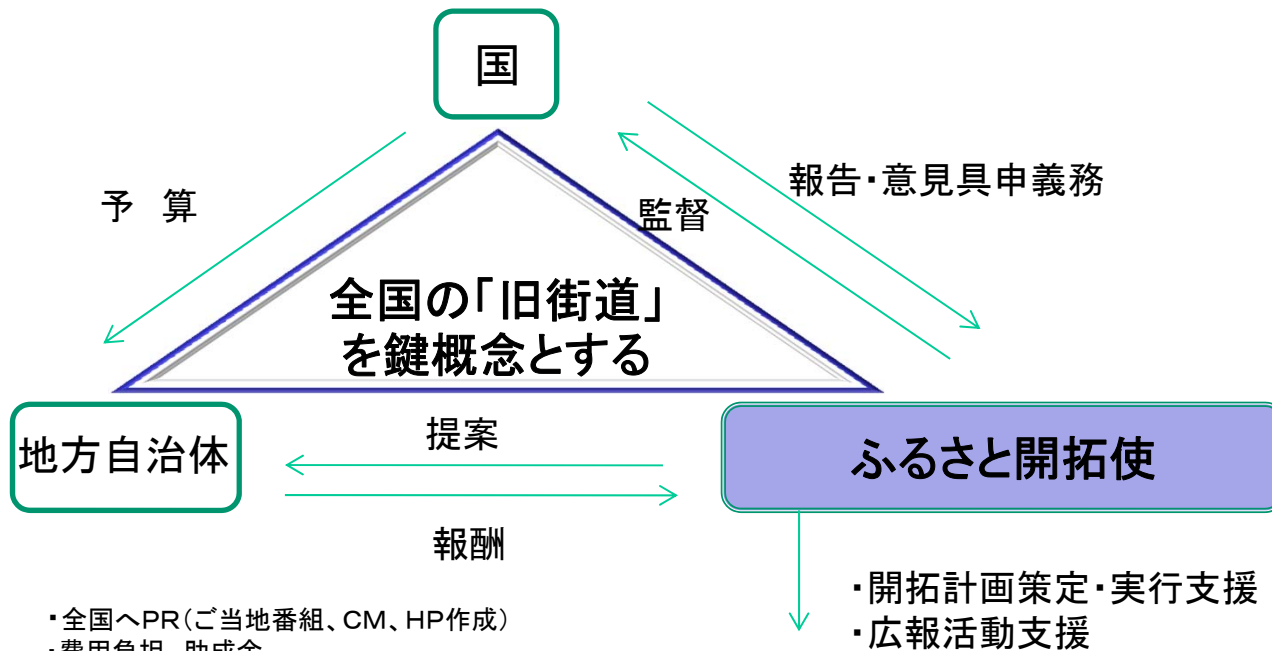 国
予 算
報告・意見具申義務
監督
全国の「旧街道」
を鍵概念とする
地方自治体
提案
ふるさと開拓使
報酬
・開拓計画策定・実行支援
・全国へPR(ご当地番組、CM、HP作成)
・広報活動支援